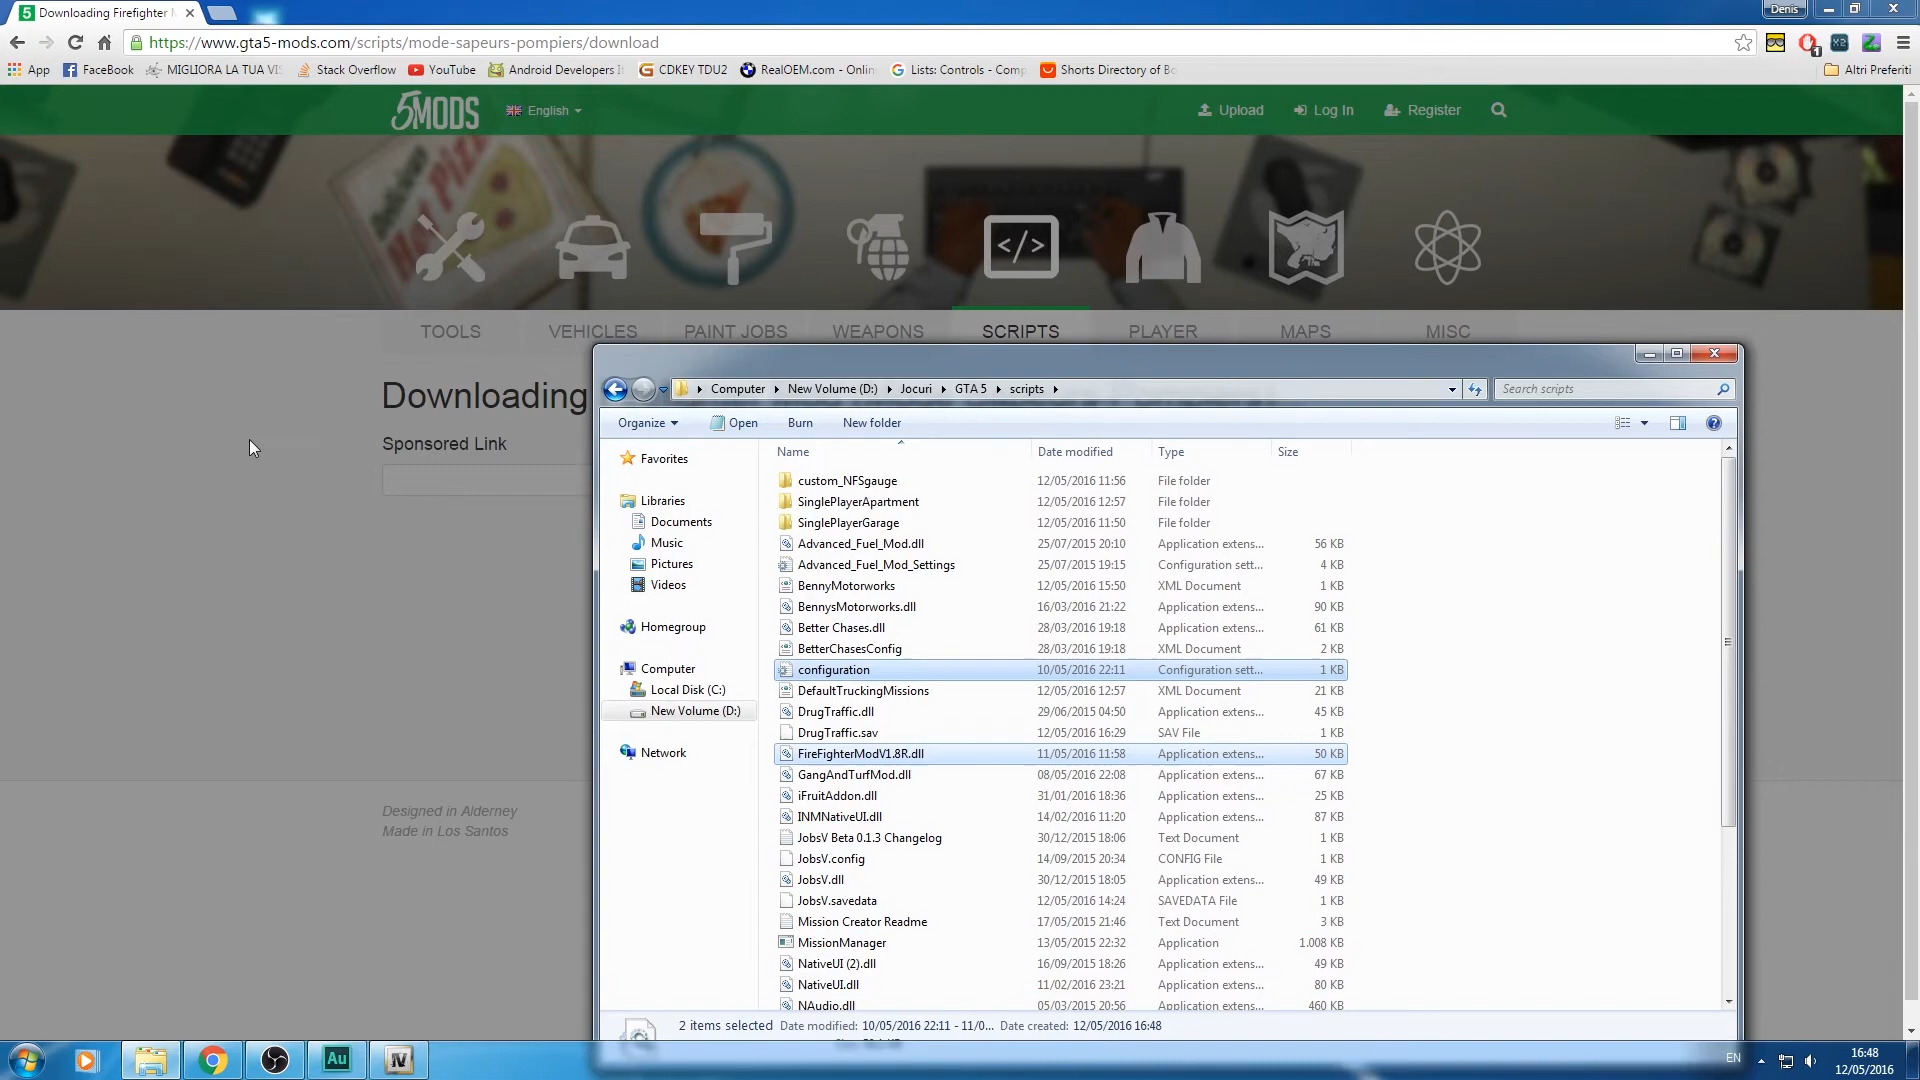 Downloading Firefighter M
Denis
https://www.gta5-mods.com/scripts/mode-sapeurs-pompiers/download
App
FaceBook
MIGLIORA LA TUA VIS
Stack Overflow
YouTube
Android Developers
CDKEY TDU2
RealOEM.com - Onlin
Lists: Controls - Comp
Shorts Directory of Bo
Altri Preferiti
5MODS
English
Upload
Log In
Register
TOOLS
VEHICLES
PAINT JOBS
WEAPONS
SCRIPTS
PLAYER
MAPS
MISC
Downloading
Sponsored Link
Designed in Alderney
Made in Los Santos
Computer
New Volume (D:)
Jocuri
GTA 5
scripts
Search scripts
Organize
Open
Burn
New folder
Favorites
Libraries
Documents
Music
Pictures
Videos
Homegroup
Computer
Local Disk (C:)
New Volume (D:)
Network
Name Date modified Type Size
custom_NFSgauge 12/05/2016 11:56 File folder
SinglePlayerApartment 12/05/2016 12:57 File folder
SinglePlayerGarage 12/05/2016 11:50 File folder
Advanced_Fuel_Mod.dll 25/07/2015 20:10 Application extens... 56 KB
Advanced_Fuel_Mod_Settings 25/07/2015 19:15 Configuration sett... 4 KB
BennyMotorworks 12/05/2016 15:50 XML Document 1 KB
BennysMotorworks.dll 16/03/2016 21:22 Application extens... 90 KB
Better Chases.dll 28/03/2016 19:18 Application extens... 61 KB
BetterChasesConfig 28/03/2016 19:18 XML Document 2 KB
configuration 10/05/2016 22:11 Configuration sett... 1 KB
DefaultTruckingMissions 12/05/2016 12:57 XML Document 21 KB
DrugTraffic.dll 29/06/2015 04:50 Application extens... 45 KB
DrugTraffic.sav 12/05/2016 16:29 SAV File 1 KB
FireFighterModV1.8R.dll 11/05/2016 11:58 Application extens... 50 KB
GangAndTurfMod.dll 08/05/2016 22:08 Application extens... 67 KB
iFruitAddon.dll 31/01/2016 18:36 Application extens... 25 KB
INMNativeUI.dll 14/02/2016 11:20 Application extens... 87 KB
JobsV Beta 0.1.3 Changelog 30/12/2015 18:06 Text Document 1 KB
JobsV.config 14/09/2015 20:34 CONFIG File 1 KB
JobsV.dll 30/12/2015 18:05 Application extens... 49 KB
JobsV.savedata 12/05/2016 14:24 SAVEDATA File 1 KB
Mission Creator Readme 17/05/2015 21:46 Text Document 3 KB
MissionManager 13/05/2015 22:32 Application 1.008 KB
NativeUI (2).dll 16/09/2015 18:26 Application extens... 49 KB
NativeUI.dll 11/02/2016 23:21 Application extens... 80 KB
NAudio.dll 05/03/2015 20:56 Application extens... 460 KB
2 items selected Date modified: 10/05/2016 22:11 - 11/0... Date created: 12/05/2016 16:48
Au
IV
EN
16:48
12/05/2016